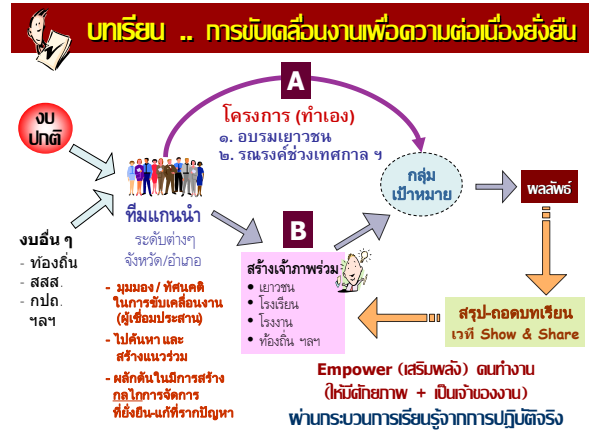 บทเรียน .. การขับเคลื่อนงานเพื่อความต่อเนื่องยั่งยืน
A
โครงการ (ทำเอง)
๑. อบรมเยาวชน
๒. รณรงค์ช่วงเทศกาล ฯ
งบ
ปกติ
กลุ่ม
เป้าหมาย
ผลลัพธ์
ทีมแกนนำ
ระดับต่างๆ
จังหวัด/อำเภอ
งบอื่น ๆ
- ท้องถิ่น
- สสส.
- กปถ.
ฯลฯ
B
สร้างเจ้าภาพร่วม
• เยาวชน
• โรงเรียน
• โรงงาน
• ท้องถิ่น ฯลฯ
- มุมมอง / ทัศนคติ
ในการขับเคลื่อนงาน
(ผู้เชื่อมประสาน)
- ไปค้นหา และ
สร้างแนวร่วม
- ผลักดันในมีการสร้าง
กลไกการจัดการ
ที่ยั่งยืน-แก้ที่รากปัญหา
สรุป-ถอดบทเรียน
เวที Show & Share
Empower (เสริมพลัง) คนทำงาน
(ให้มีศักยภาพ + เป็นเจ้าของงาน)
ผ่านกระบวนการเรียนรู้จากการปฏิบัติจริง